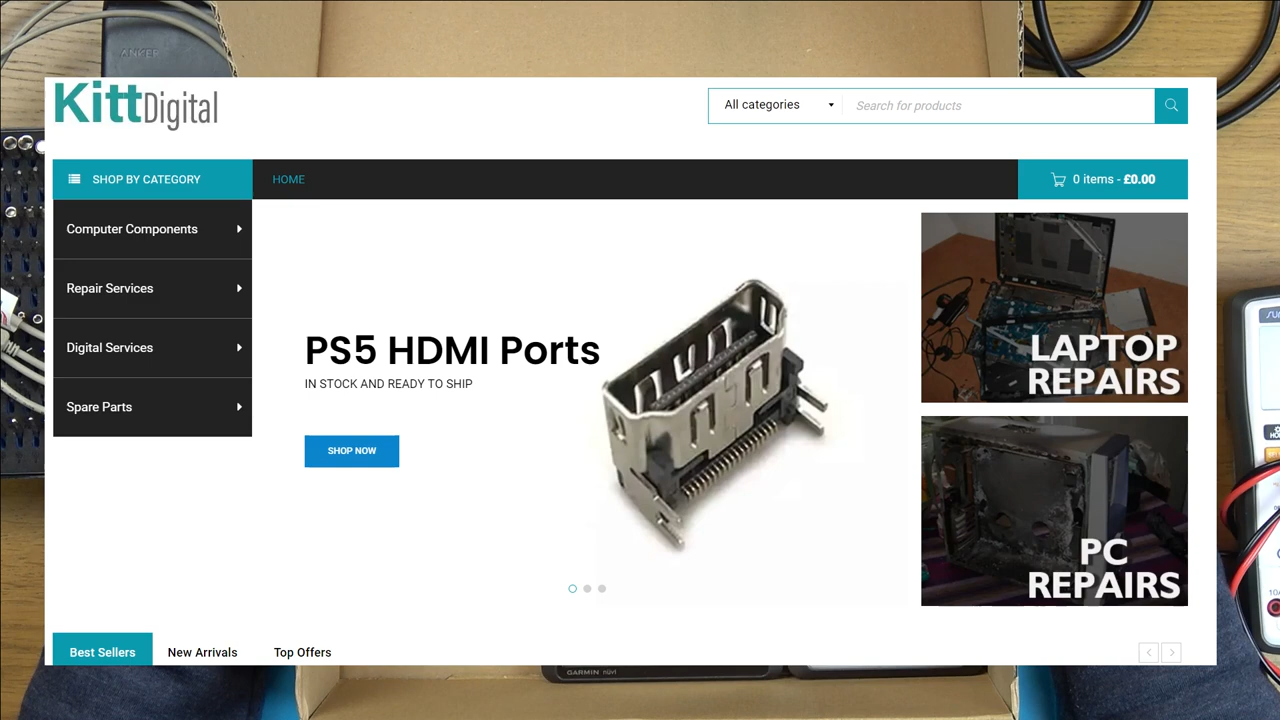 ANKER
KittDigital
All categories
Search for products
SHOP BY CATEGORY
HOME
0 items - £0.00
Computer Components
Repair Services
Digital Services
Spare Parts
PS5 HDMI Ports
IN STOCK AND READY TO SHIP
SHOP NOW
LAPTOP
REPAIRS
PC
REPAIRS
Best Sellers
New Arrivals
Top Offers
GARMIN nüvi